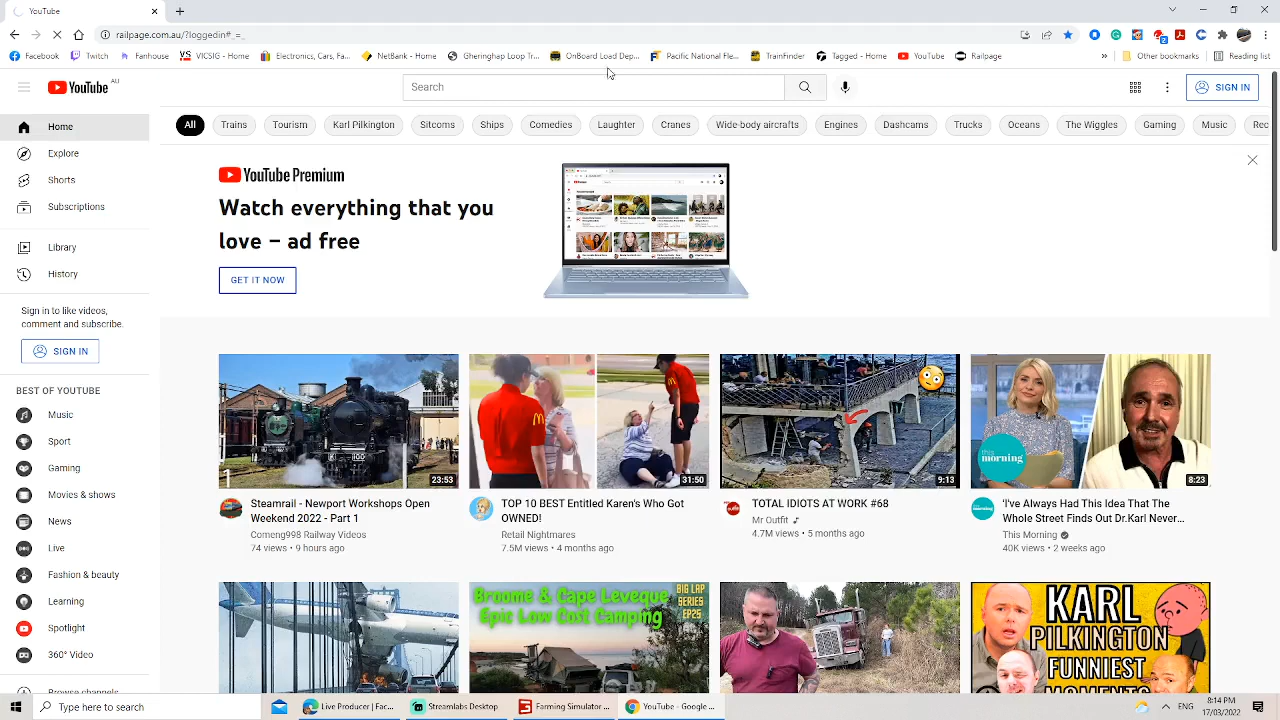 YouTube
railpage.com.au/?loggedin#_=_
Facebook
Twitch
Fanhouse
VICSIG - Home
Electronics, Cars, Fa...
NetBank - Home
Gheringhap Loop Tr...
OnBoard Load Dep...
Pacific National Fle...
TrainFinder
Tagged - Home
YouTube
Railpage
»
Other bookmarks
Reading list
YouTube AU
Search
SIGN IN
Home
Explore
Shorts
Subscriptions
Library
History
Sign in to like videos,
comment and subscribe.
SIGN IN
BEST OF YOUTUBE
Music
Sport
Gaming
Movies & shows
News
Live
Fashion & beauty
Learning
Spotlight
360° Video
Browse channels
All
Trains
Tourism
Karl Pilkington
Sitcoms
Ships
Comedies
Laughter
Cranes
Wide-body aircrafts
Engines
Dashcams
Trucks
Oceans
The Wiggles
Gaming
Music
Rec
YouTube Premium
Watch everything that you
love – ad free
GET IT NOW
23:53
Steamrail - Newport Workshops Open
Weekend 2022 - Part 1
Comeng998 Railway Videos
74 views • 9 hours ago
31:50
TOP 10 BEST Entitled Karen's Who Got
OWNED!
Retail Nightmares
7.5M views • 4 months ago
9:13
TOTAL IDIOTS AT WORK #68
Mr Outfit
4.7M views • 5 months ago
this
morning
8:23
'I've Always Had This Idea That The
Whole Street Finds Out Dr.Karl Never...
This Morning
40K views • 2 weeks ago
Broome & Cape Leveque
Epic Low Cost Camping
BIG LAP
SERIES
EP25
KARL
PILKINGTON
FUNNIEST
MOMENTS
Type here to search
Live Producer | Fac...
Streamlabs Desktop
Farming Simulator ...
YouTube - Google ...
ENG
8:14 PM
17/03/2022